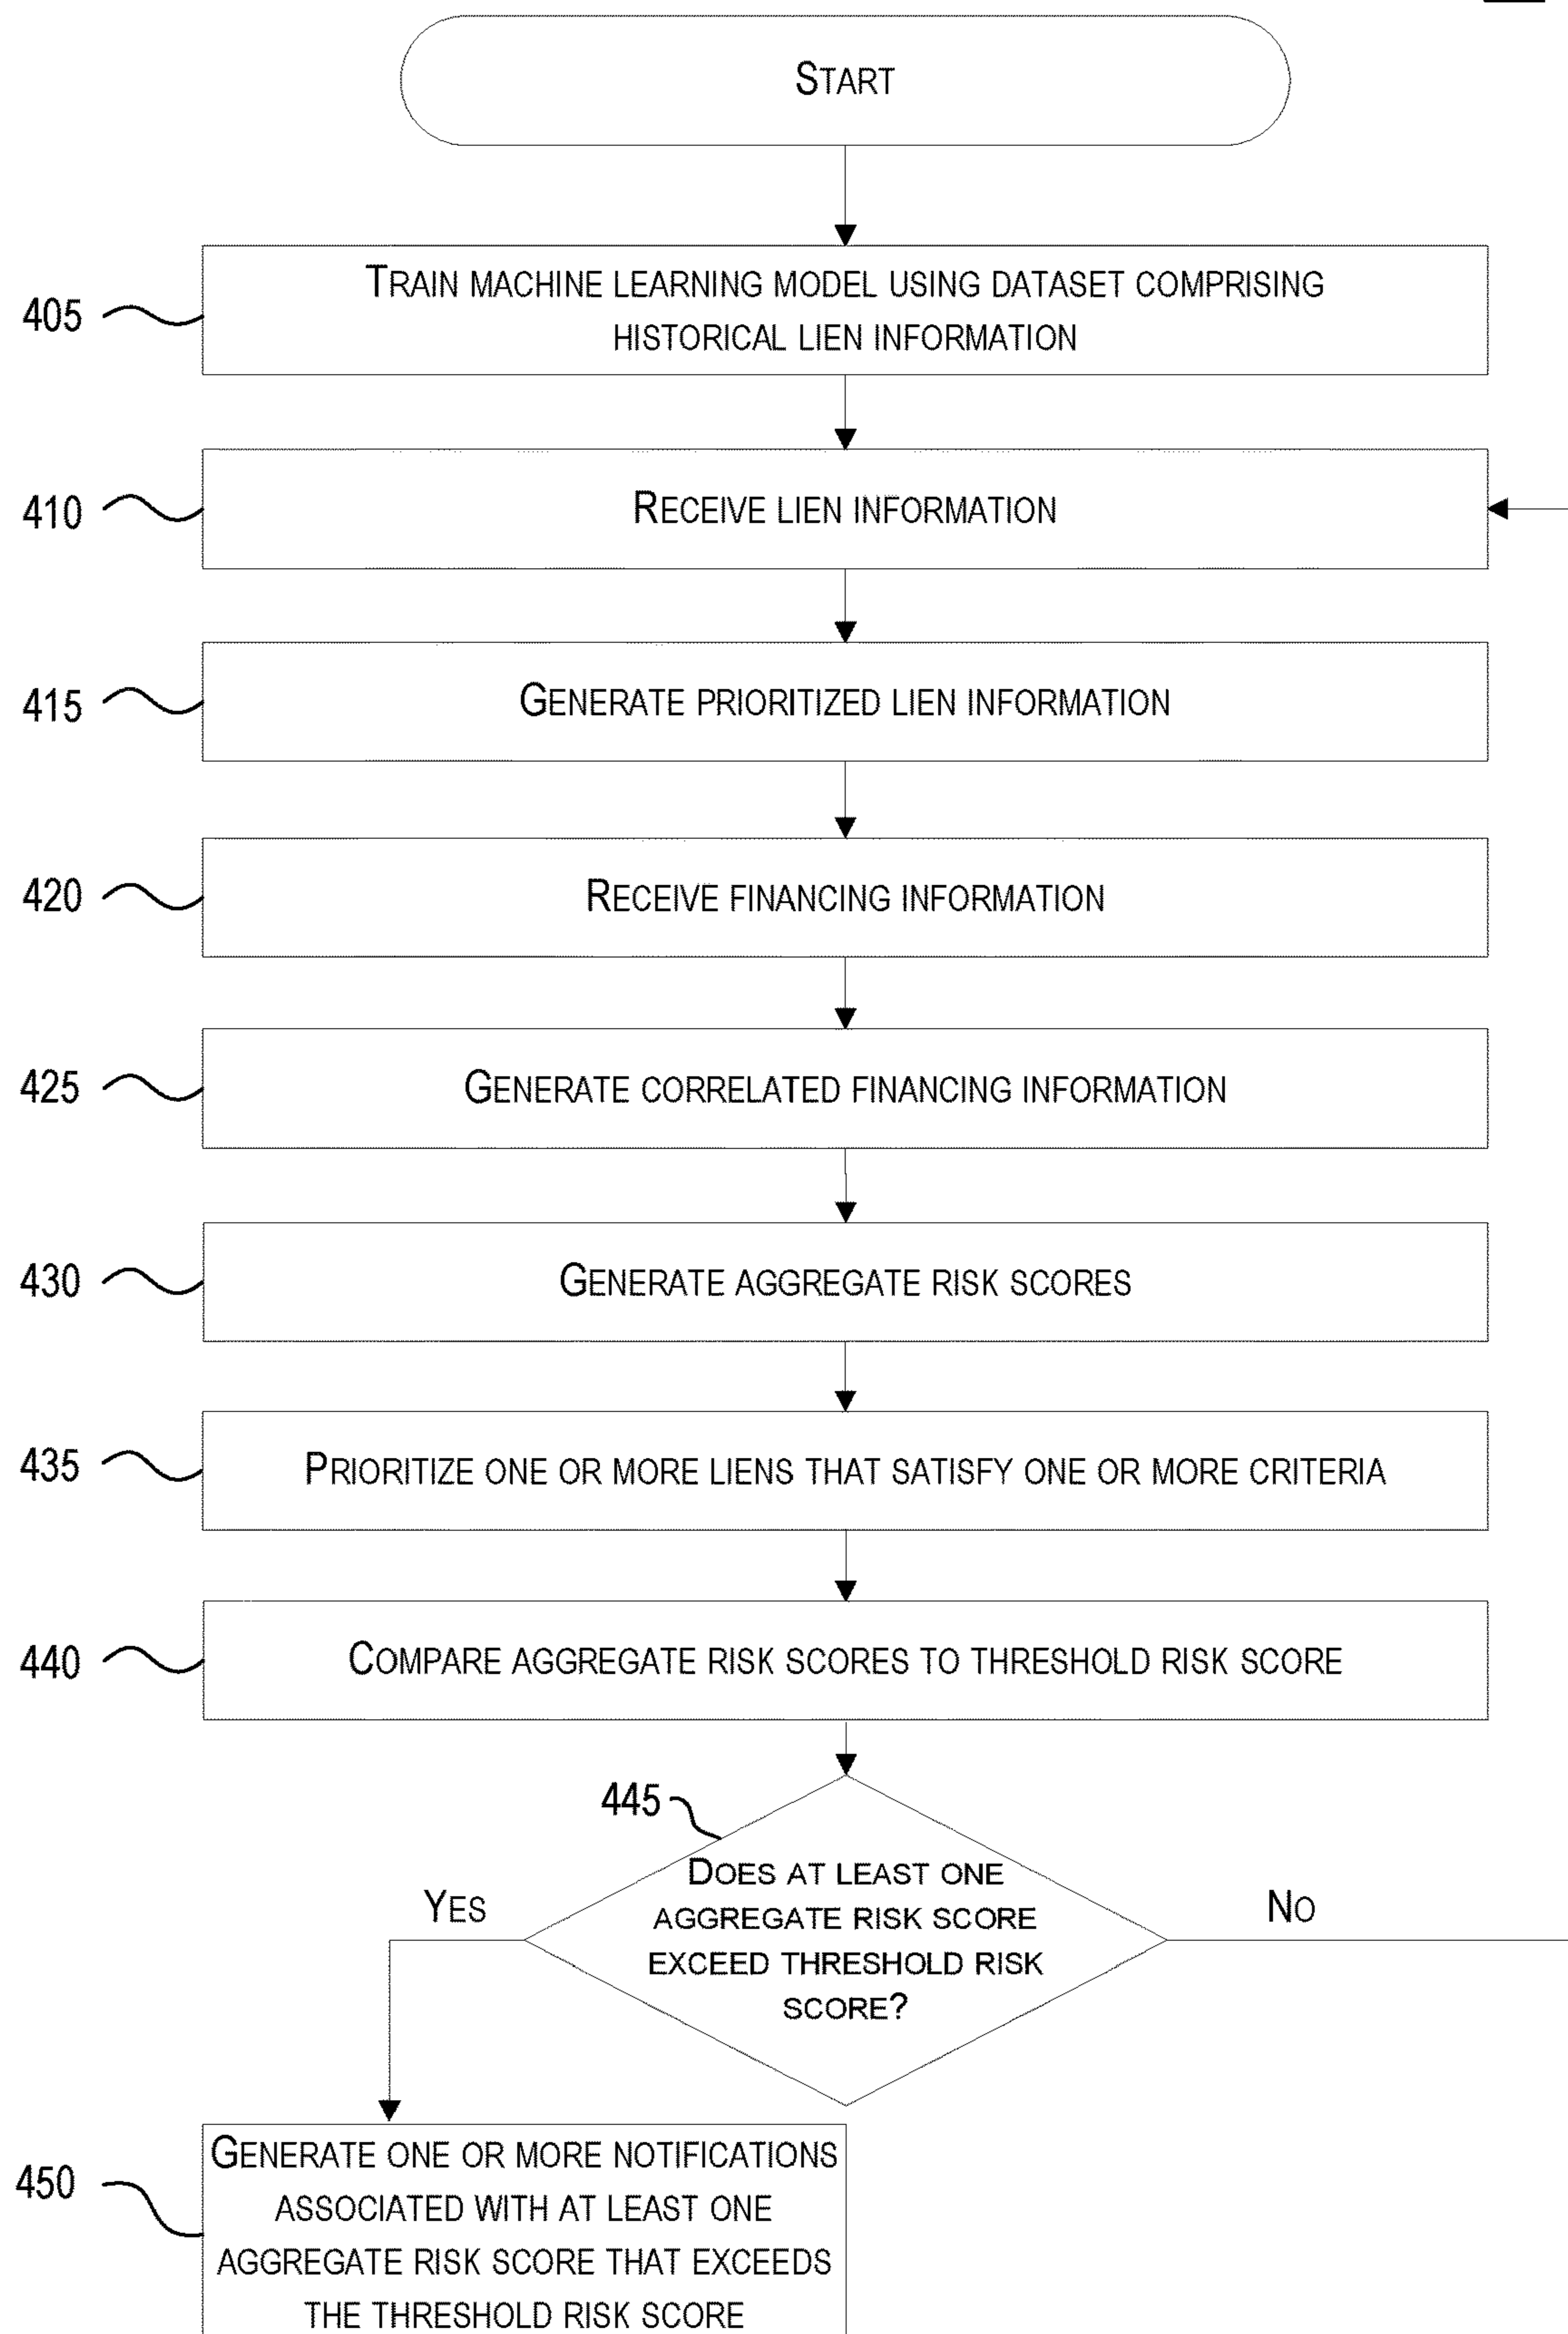 START
405
TRAIN MACHINE LEARNING MODEL USING DATASET COMPRISING
HISTORICAL LIEN INFORMATION
410
RECEIVE LIEN INFORMATION
415
GENERATE PRIORITIZED LIEN INFORMATION
420
RECEIVE FINANCING INFORMATION
425
GENERATE CORRELATED FINANCING INFORMATION
430
GENERATE AGGREGATE RISK SCORES
435
PRIORITIZE ONE OR MORE LIENS THAT SATISFY ONE OR MORE CRITERIA
440
COMPARE AGGREGATE RISK SCORES TO THRESHOLD RISK SCORE
445
DOES AT LEAST ONE
AGGREGATE RISK SCORE
EXCEED THRESHOLD RISK
SCORE?
YES
NO
450
GENERATE ONE OR MORE NOTIFICATIONS
ASSOCIATED WITH AT LEAST ONE
AGGREGATE RISK SCORE THAT EXCEEDS
THE THRESHOLD RISK SCORE